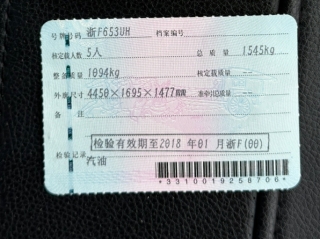 号牌号码 浙F653UH 档案编号
核定载人数 5人 总质量 1545kg
整备质量 1094kg 核定载质量 --
外廓尺寸 4450×1695×1477mm 准牵引总质量 --
备注
检验有效期至2018 年01 月浙F(00)
检验记录
汽油
*3310019258706*